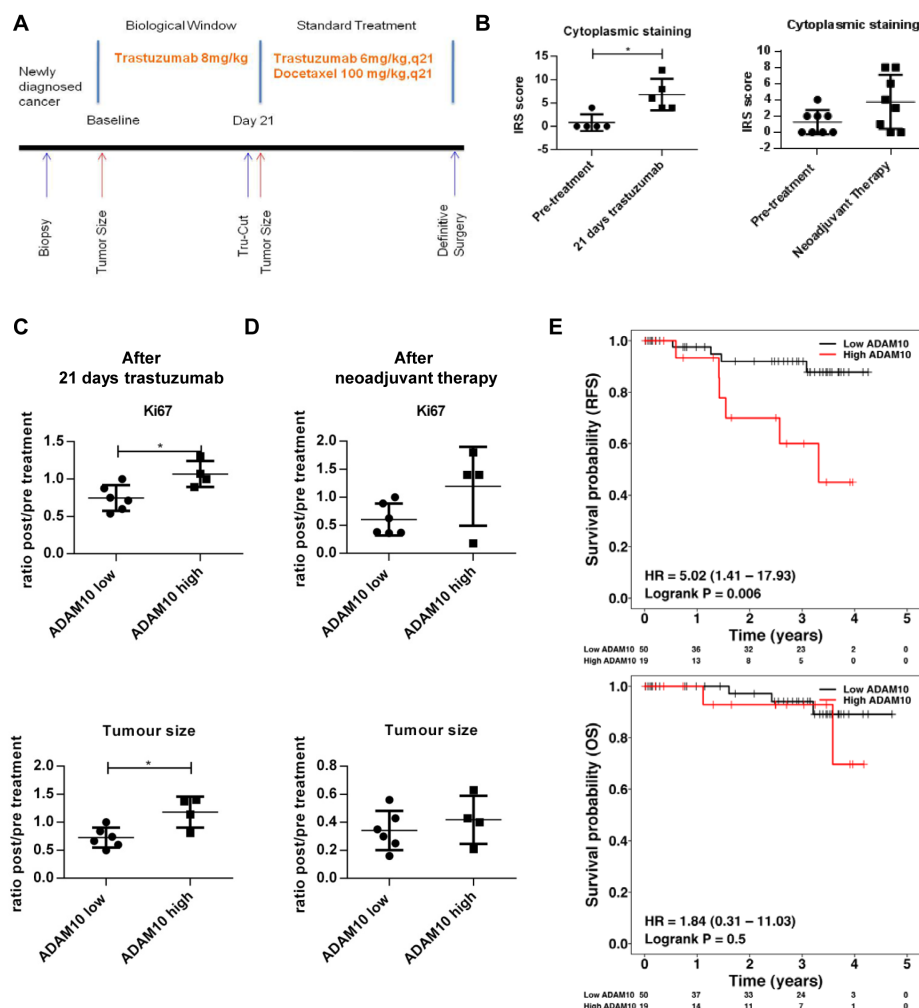 A
Biological Window
Standard Treatment
Trastuzumab 8mg/kg
Trastuzumab 6mg/kg,q21
Docetaxel 100 mg/kg,q21
Newly
diagnosed
cancer
Baseline
Day 21
Biopsy
Tumor Size
Tru-Cut
Tumor Size
Definitive
Surgery
B
Cytoplasmic staining
*
IRS score
15
10
5
0
-5
Pre-treatment
21 days trastuzumab
Cytoplasmic staining
IRS score
8
6
4
2
0
-2
Pre-treatment
Neoadjuvant Therapy
C
After
21 days trastuzumab
Ki67
*
ratio post/pre treatment
1.5
1.0
0.5
0.0
ADAM10 low
ADAM10 high
Tumour size
*
ratio post/pre treatment
2.0
1.5
1.0
0.5
0.0
ADAM10 low
ADAM10 high
D
After
neoadjuvant therapy
Ki67
ratio post/pre treatment
2.0
1.5
1.0
0.5
0.0
ADAM10 low
ADAM10 high
Tumour size
ratio post/pre treatment
0.8
0.6
0.4
0.2
0.0
ADAM10 low
ADAM10 high
E
Low ADAM10
High ADAM10
Survival probability (RFS)
1.0
0.8
0.6
0.4
0.2
0.0
HR = 5.02 (1.41 – 17.93)
Logrank P = 0.006
0 1 2 3 4 5
Time (years)
Low ADAM10 50 36 32 23 2 0
High ADAM10 19 13 8 5 0 0
Low ADAM10
High ADAM10
Survival probability (OS)
1.0
0.8
0.6
0.4
0.2
0.0
HR = 1.84 (0.31 – 11.03)
Logrank P = 0.5
0 1 2 3 4 5
Time (years)
Low ADAM10 50 37 33 24 3 0
High ADAM10 19 14 11 7 1 0